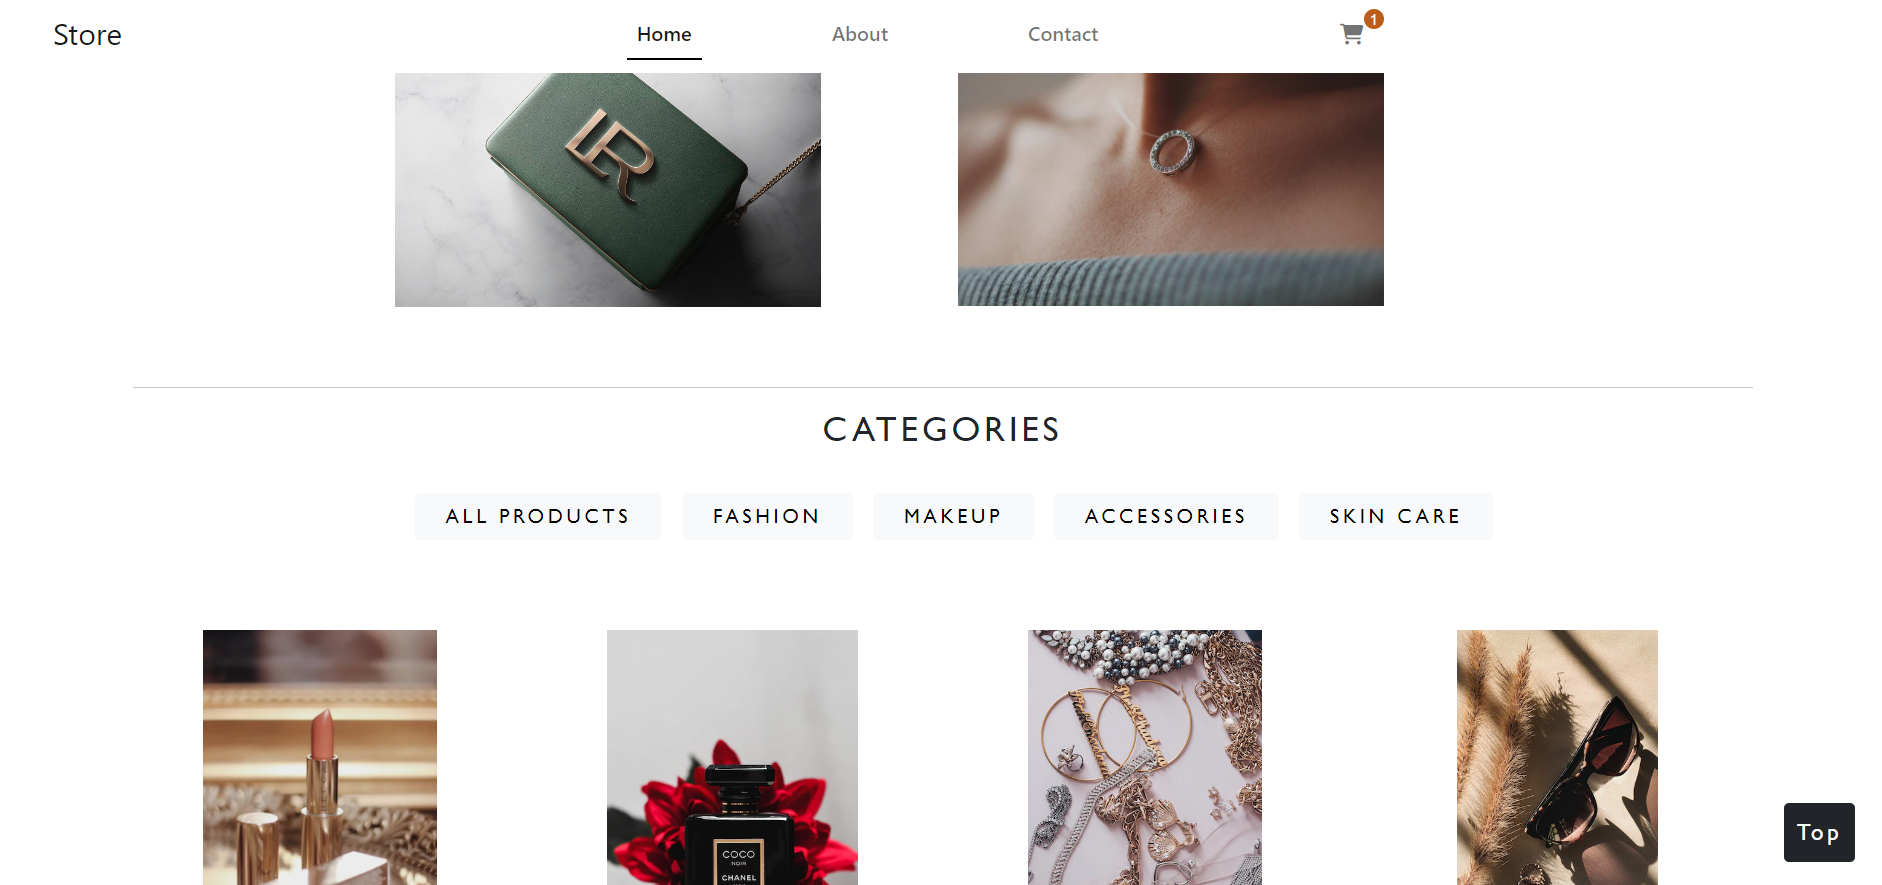 Store
Home
About
Contact
1
LR
CATEGORIES
ALL PRODUCTS
FASHION
MAKEUP
ACCESSORIES
SKIN CARE
COCO
NOIR
CHANEL
Top